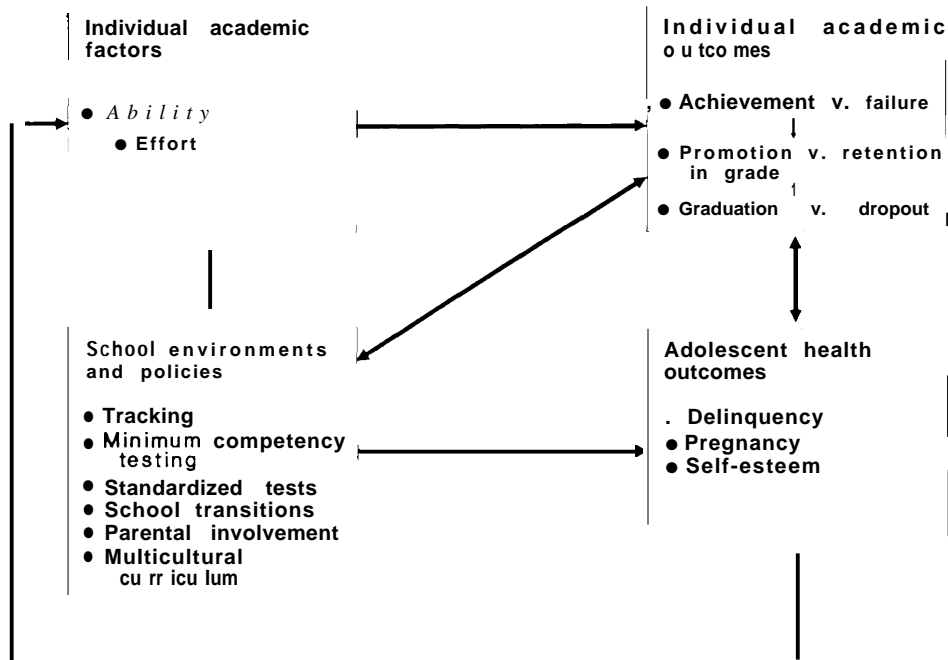 Individual academic
factors
● Ability
● Effort
Individual academic
outcomes
● Achievement v. failure
● Promotion v. retention
in grade
● Graduation v. dropout
School environments
and policies
● Tracking
● Minimum competency
testing
● Standardized tests
● School transitions
● Parental involvement
● Multicultural
curriculum
Adolescent health
outcomes
. Delinquency
● Pregnancy
● Self-esteem